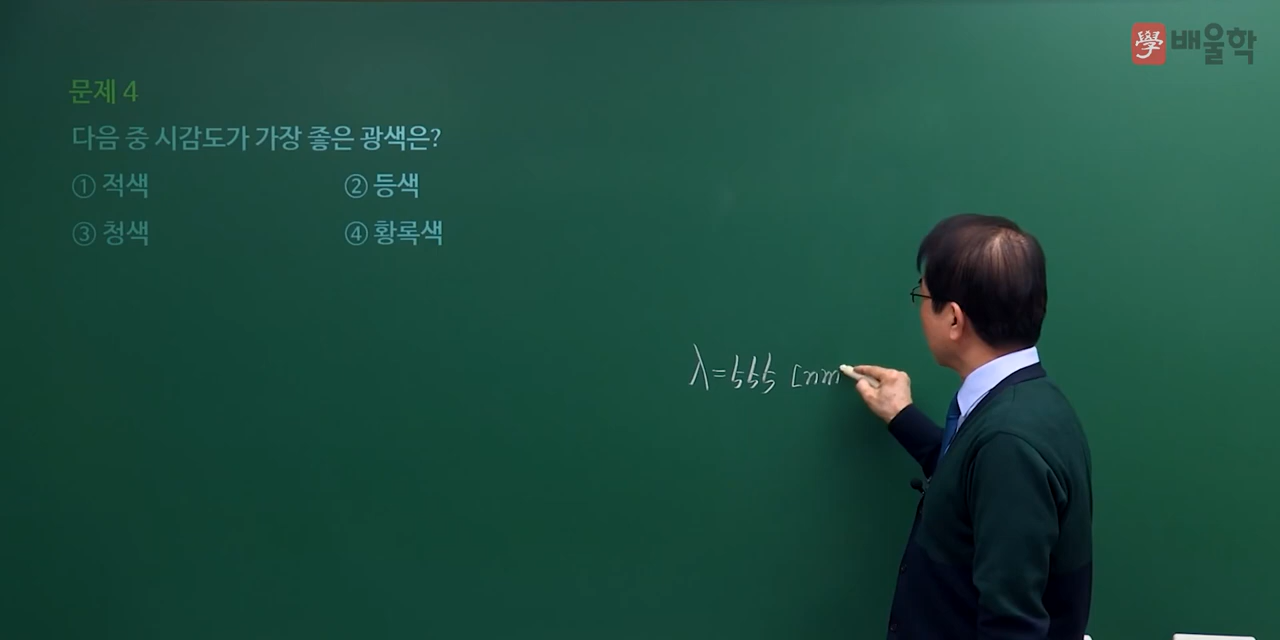 學 배울학
문제 4
다음 중 시감도가 가장 좋은 광색은?
① 적색 ② 등색
③ 청색 ④ 황록색
λ=555 [nm